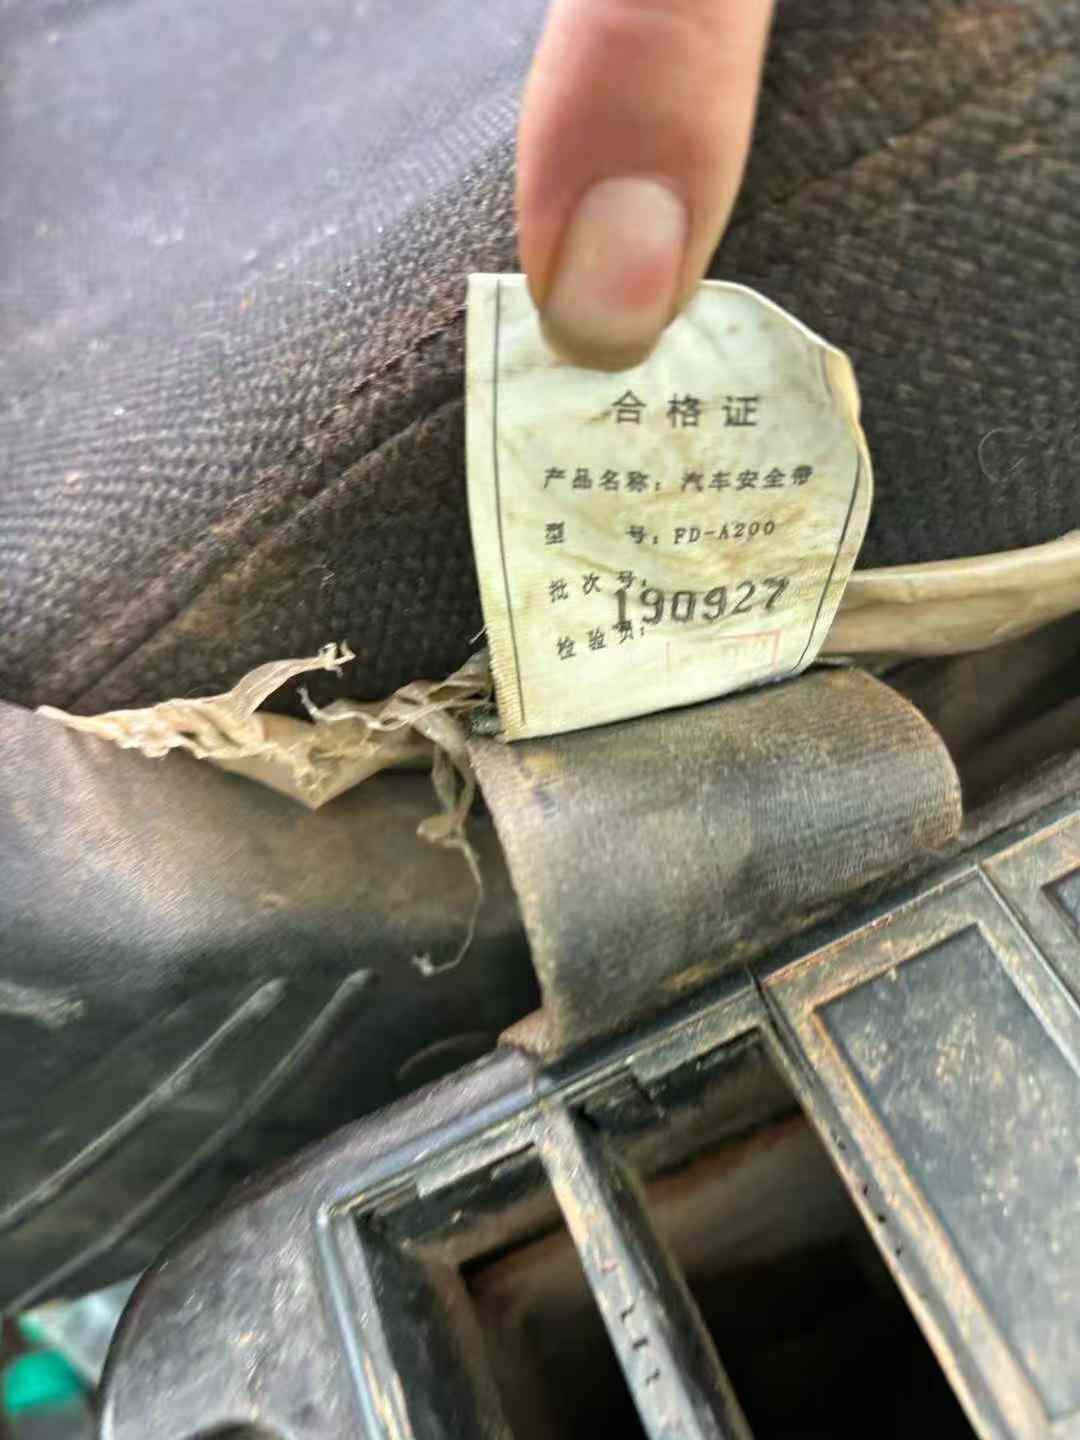 合格证
产品名称：汽车安全带
型 号：FD-A200
批次号：190927
检验员：